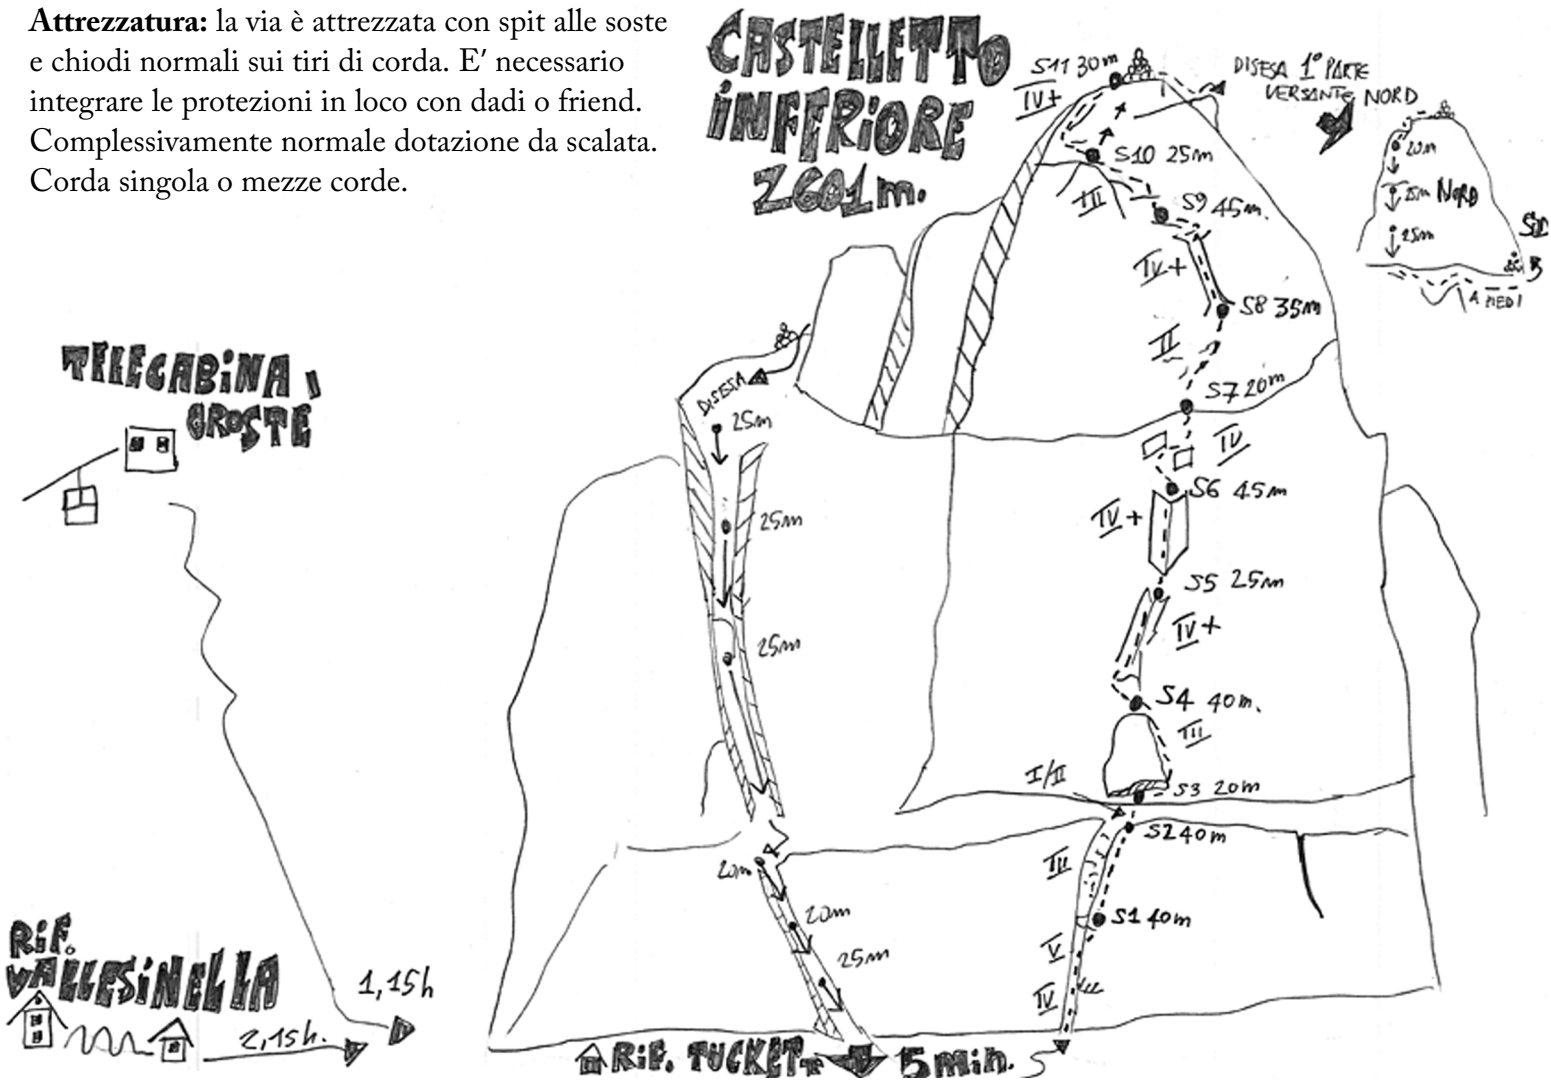 Attrezzatura: la via è attrezzata con spit alle soste
e chiodi normali sui tiri di corda. E′ necessario
integrare le protezioni in loco con dadi o friend.
Complessivamente normale dotazione da scalata.
Corda singola o mezze corde.
CASTELLETTO
INFERIORE
2601m.
S11 30m
IV+
DISESA 1° PARTE
VERSANTE NORD
S10 25m
III
S9 45m.
IV+
S8 35m
II
S7 20m
IV
S6 45m
IV+
S5 25m
IV+
S4 40m.
III
I/II
S3 20m
S2 40m
III
S1 40m
V
IV
20m
25m NORD
25m
A PIEDI
DISESA
25m
25m
25m
20m
20m
25m
TELECABINA
GROSTE
RIF.
VALLESINELLA
1,15h
2,15h.
RIF. TUCKETT
5 min.